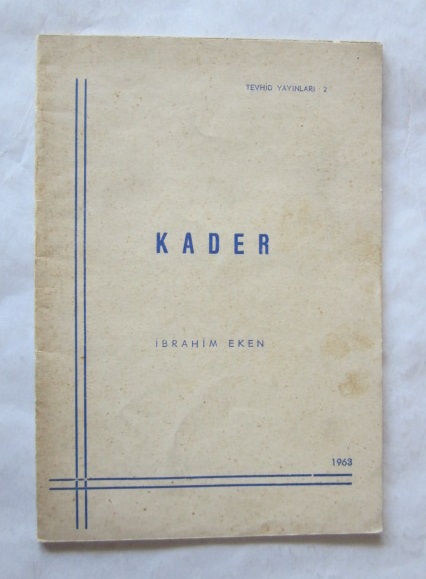 TEVHİD YAYINLARI 2
KADER
İBRAHİM EKEN
1963